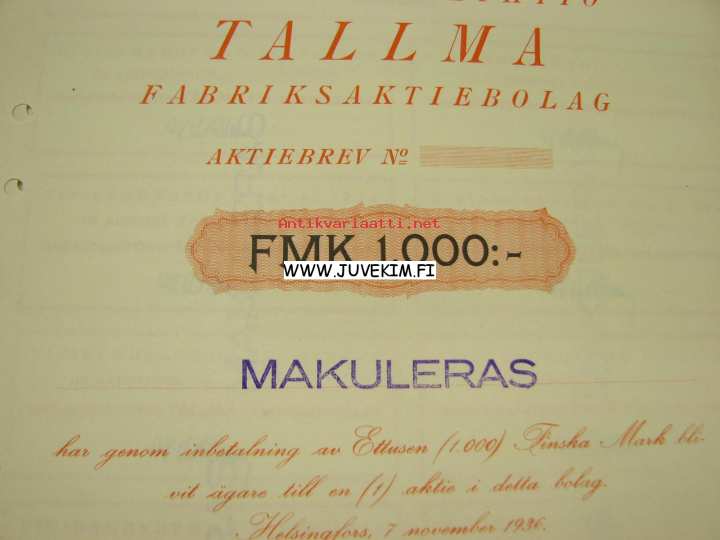 TALLMA
FABRIKSAKTIEBOLAG
AKTIEBREV Nº
Antikvariaatti.net
FMK 1.000:-
WWW.JUVEKIM.FI
MAKULERAS
har genom inbetalning av Ettusen (1.000) Finska Mark bli-
vit ägare till en (1) aktie i detta bolag.
Helsingfors, 7 november 1936.